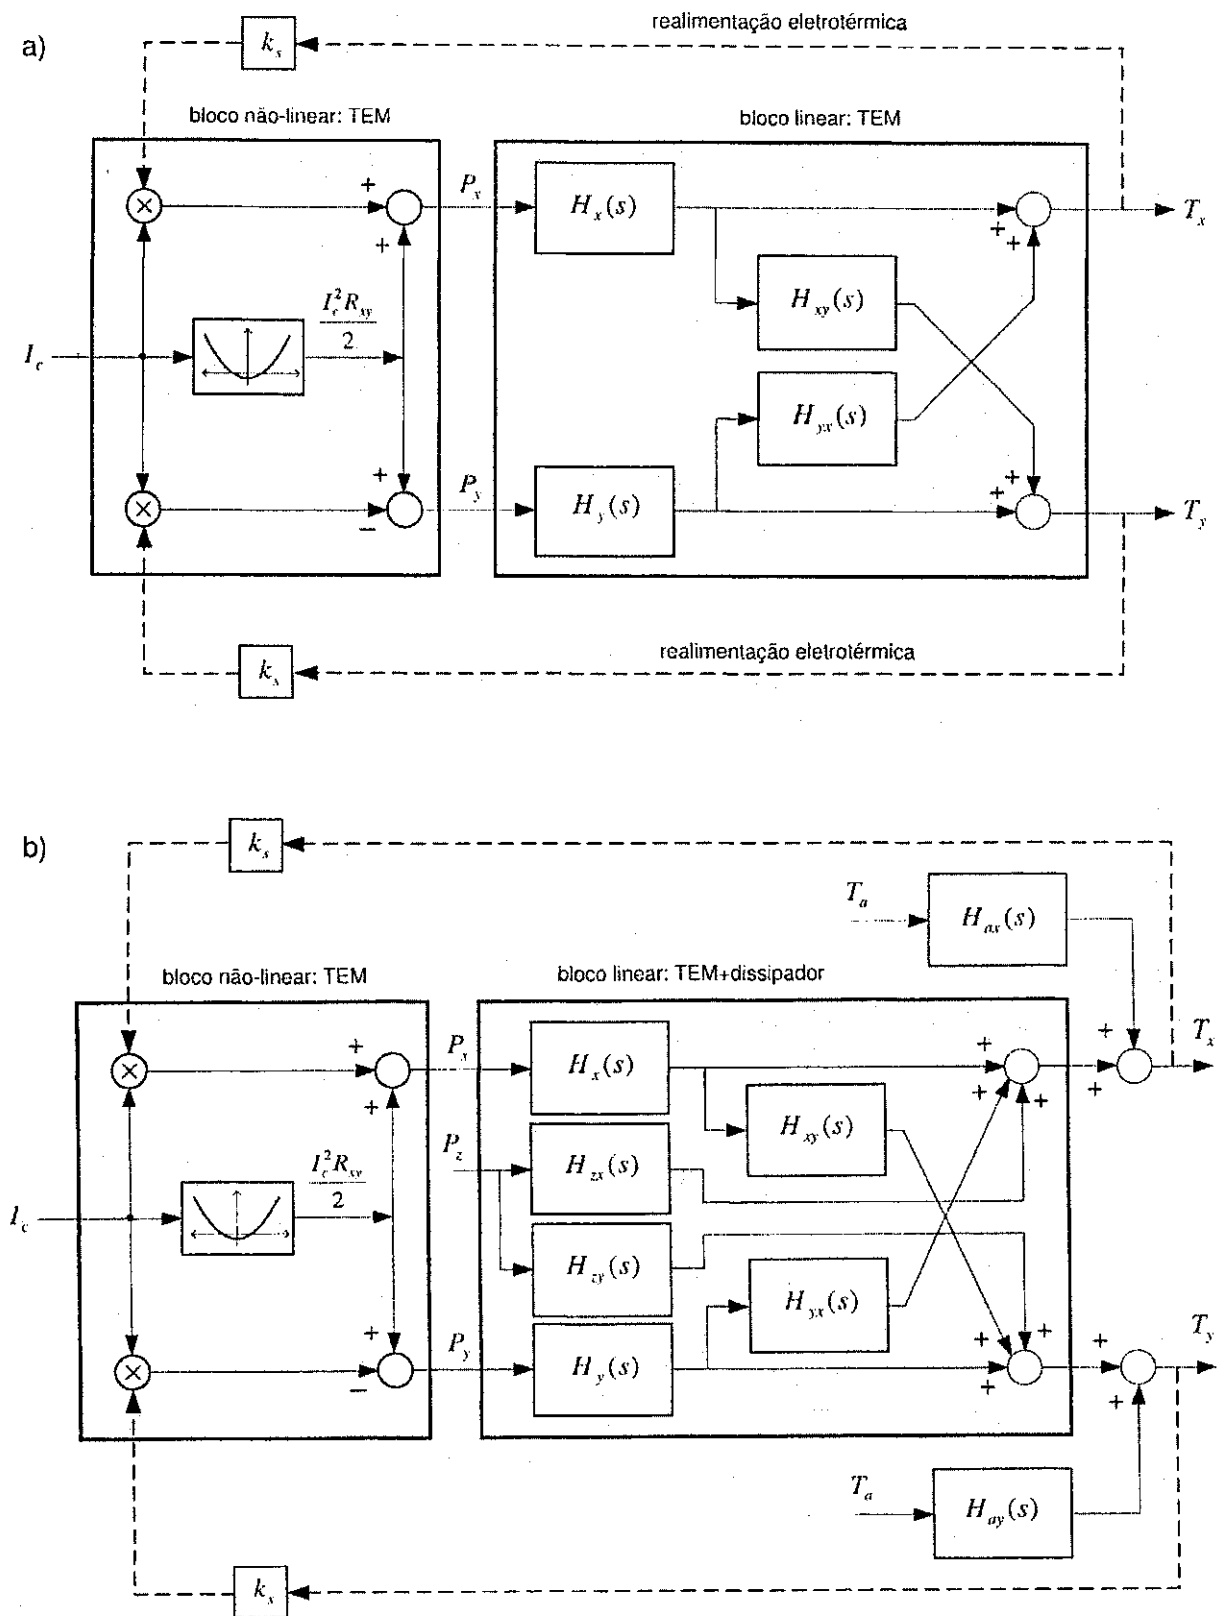 a)
realimentação eletrotérmica
k_s
bloco não-linear: TEM
bloco linear: TEM
+
P_x
H_x(s)
+
+
+
T_x
I_c
I_c^2 R_xy / 2
H_xy(s)
H_yx(s)
+
P_y
H_y(s)
−
+
+
T_y
realimentação eletrotérmica
k_s
b)
k_s
T_a
H_ax(s)
bloco não-linear: TEM
bloco linear: TEM+dissipador
+
P_x
H_x(s)
+
+
T_x
+
+
+
+
H_xy(s)
P_z
H_zx(s)
I_c
I_c^2 R_xy / 2
H_zy(s)
H_yx(s)
+
P_y
H_y(s)
−
+
+
+
+
+
T_y
T_a
H_ay(s)
k_s